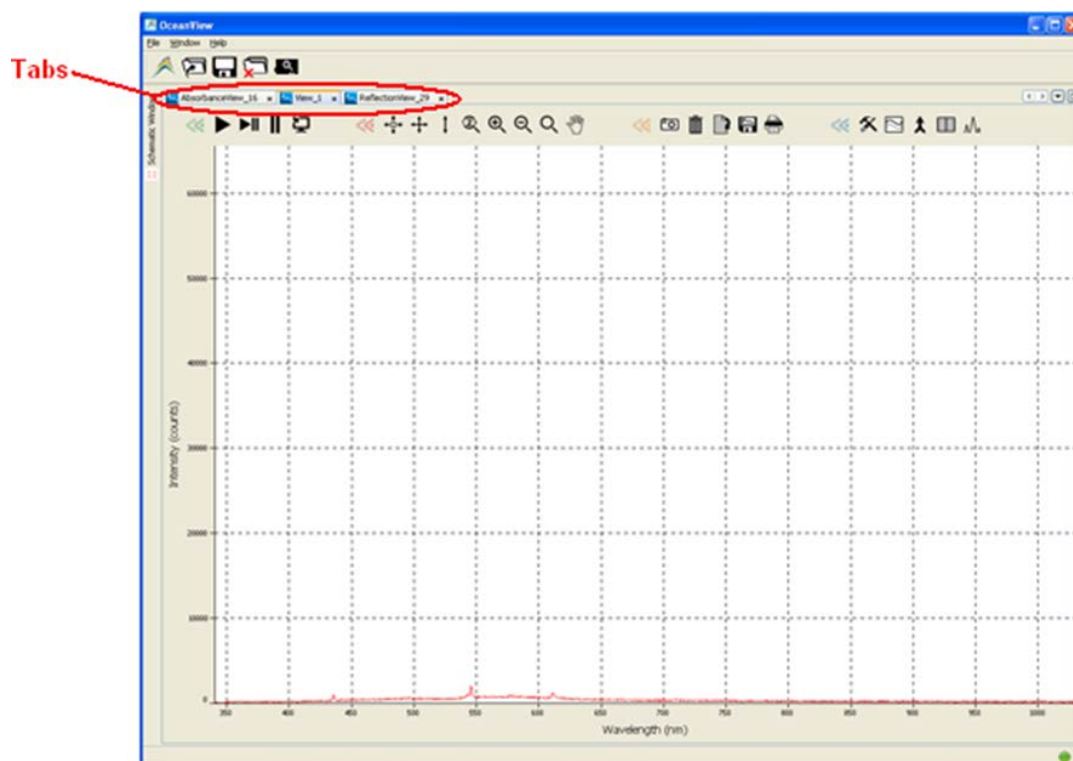 OceanView
File Window Help
Tabs
AbsorbanceView_16 View_1 ReflectionView_29
Schematic Window
60000
50000
40000
30000
20000
10000
0
Intensity (counts)
350 400 450 500 550 600 650 700 750 800 850 900 950 1000
Wavelength (nm)